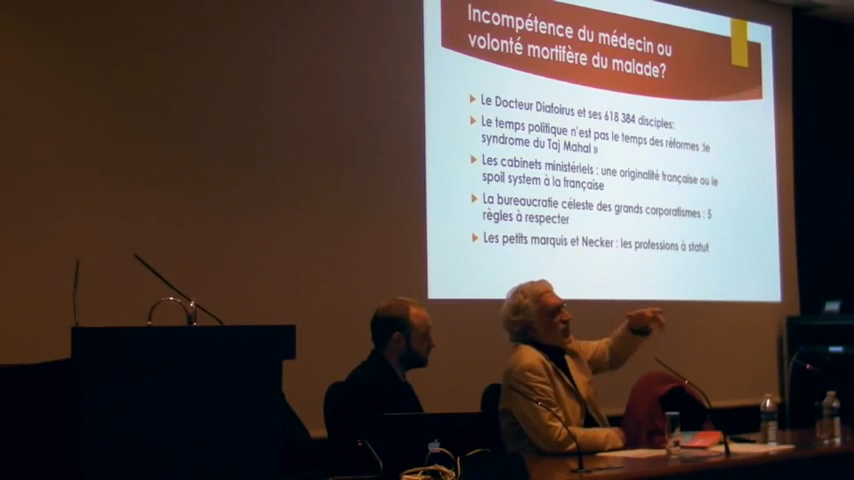 Incompétence du médecin ou
volonté mortifère du malade?
Le Docteur Diafoirus et ses 618 384 disciples:
Le temps politique n'est pas le temps des réformes :le
syndrome du Taj Mahal »
Les cabinets ministériels : une originalité française ou le
spoil system à la française
La bureaucratie céleste des grands corporatismes : 5
règles à respecter
Les petits marquis et Necker : les professions à statut